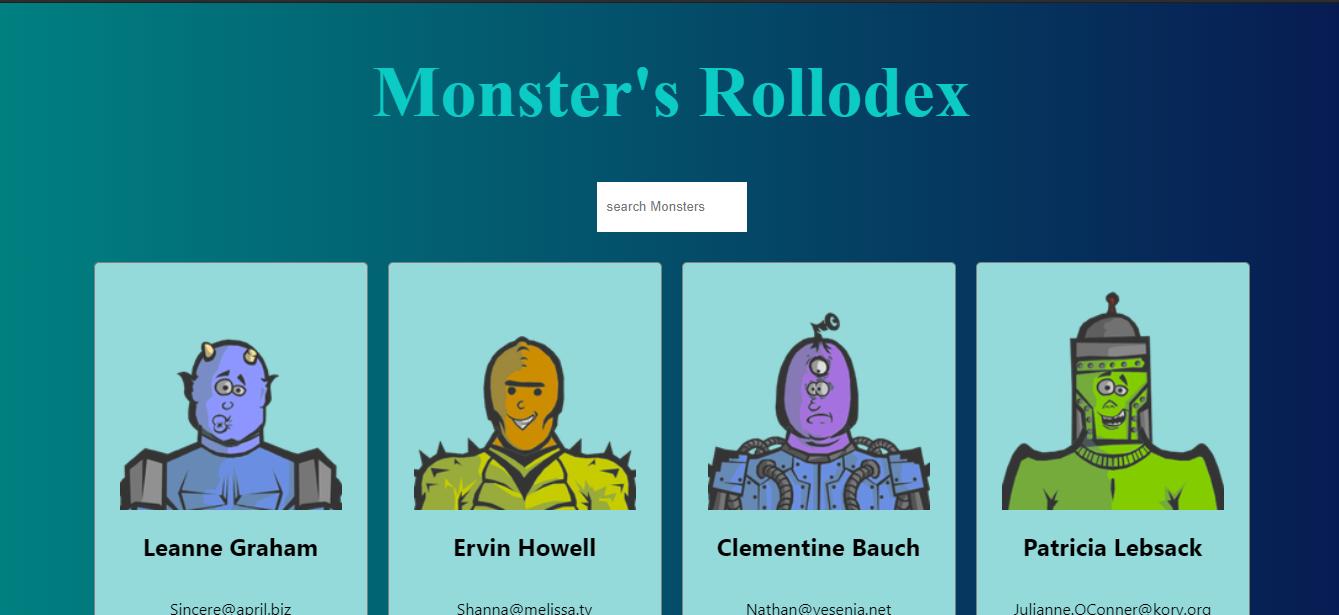 Monster's Rollodex
search Monsters
Leanne Graham
Ervin Howell
Clementine Bauch
Patricia Lebsack
Sincere@april.biz
Shanna@melissa.tv
Nathan@yesenia.net
Julianne.OConner@kory.org